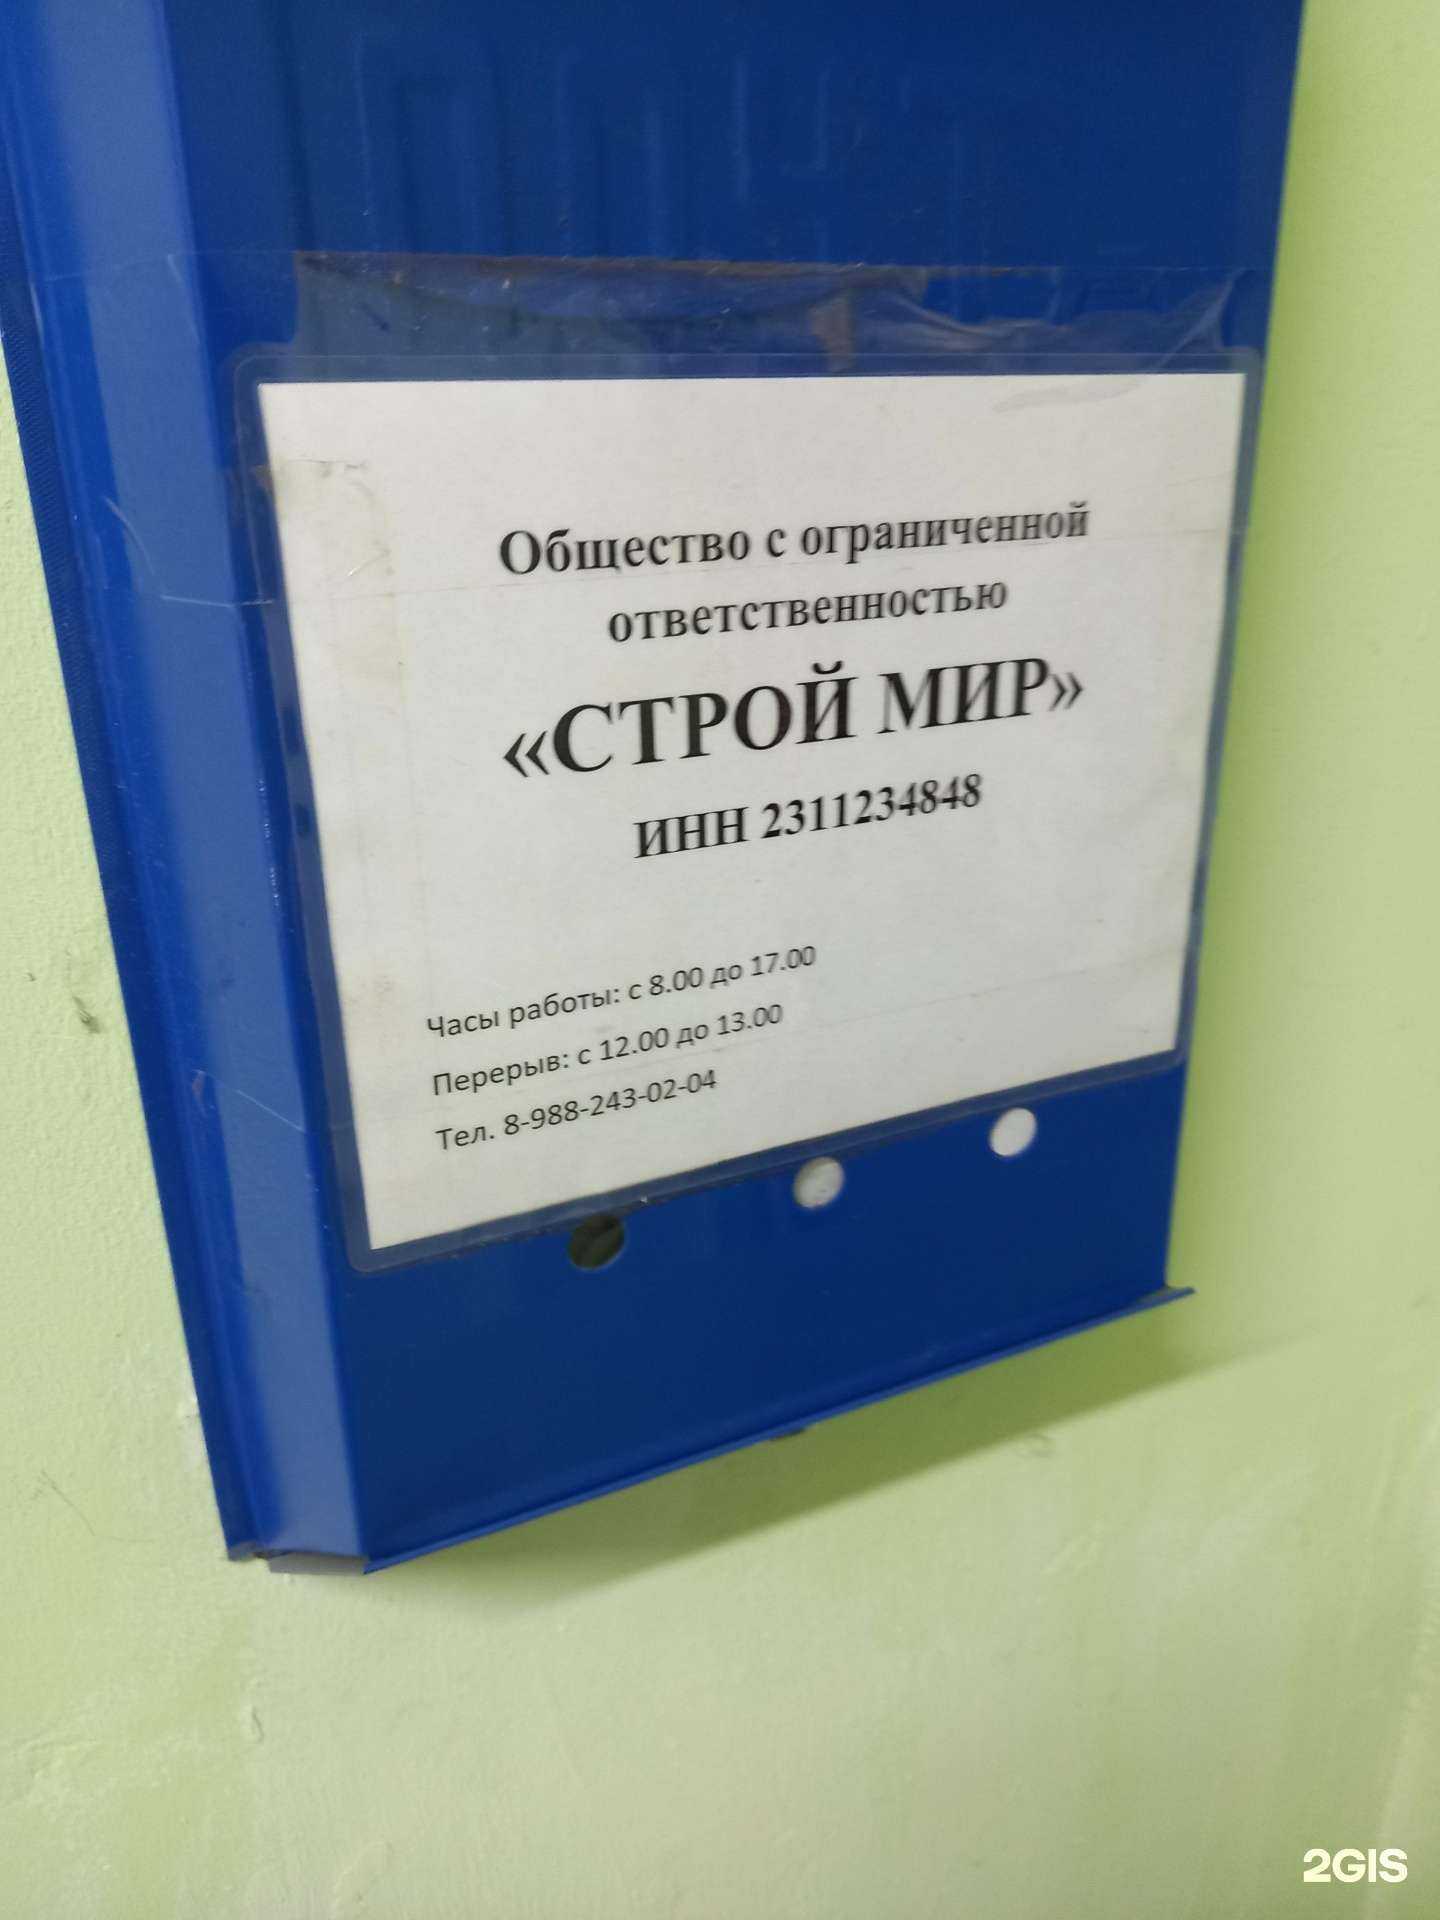 Общество с ограниченной
ответственностью
«СТРОЙ МИР»
ИНН 2311234848
Часы работы: с 8.00 до 17.00
Перерыв: с 12.00 до 13.00
Тел. 8-988-243-02-04
2GIS